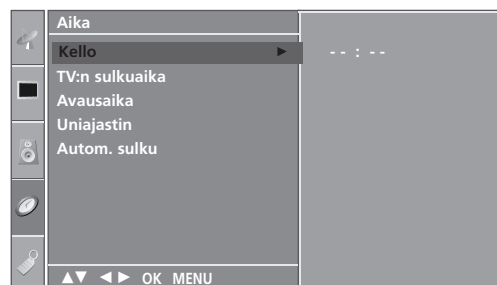 Aika
Kello ► -- : --
TV:n sulkuaika
Avausaika
Uniajastin
Autom. sulku
▲▼ ◄► OK MENU